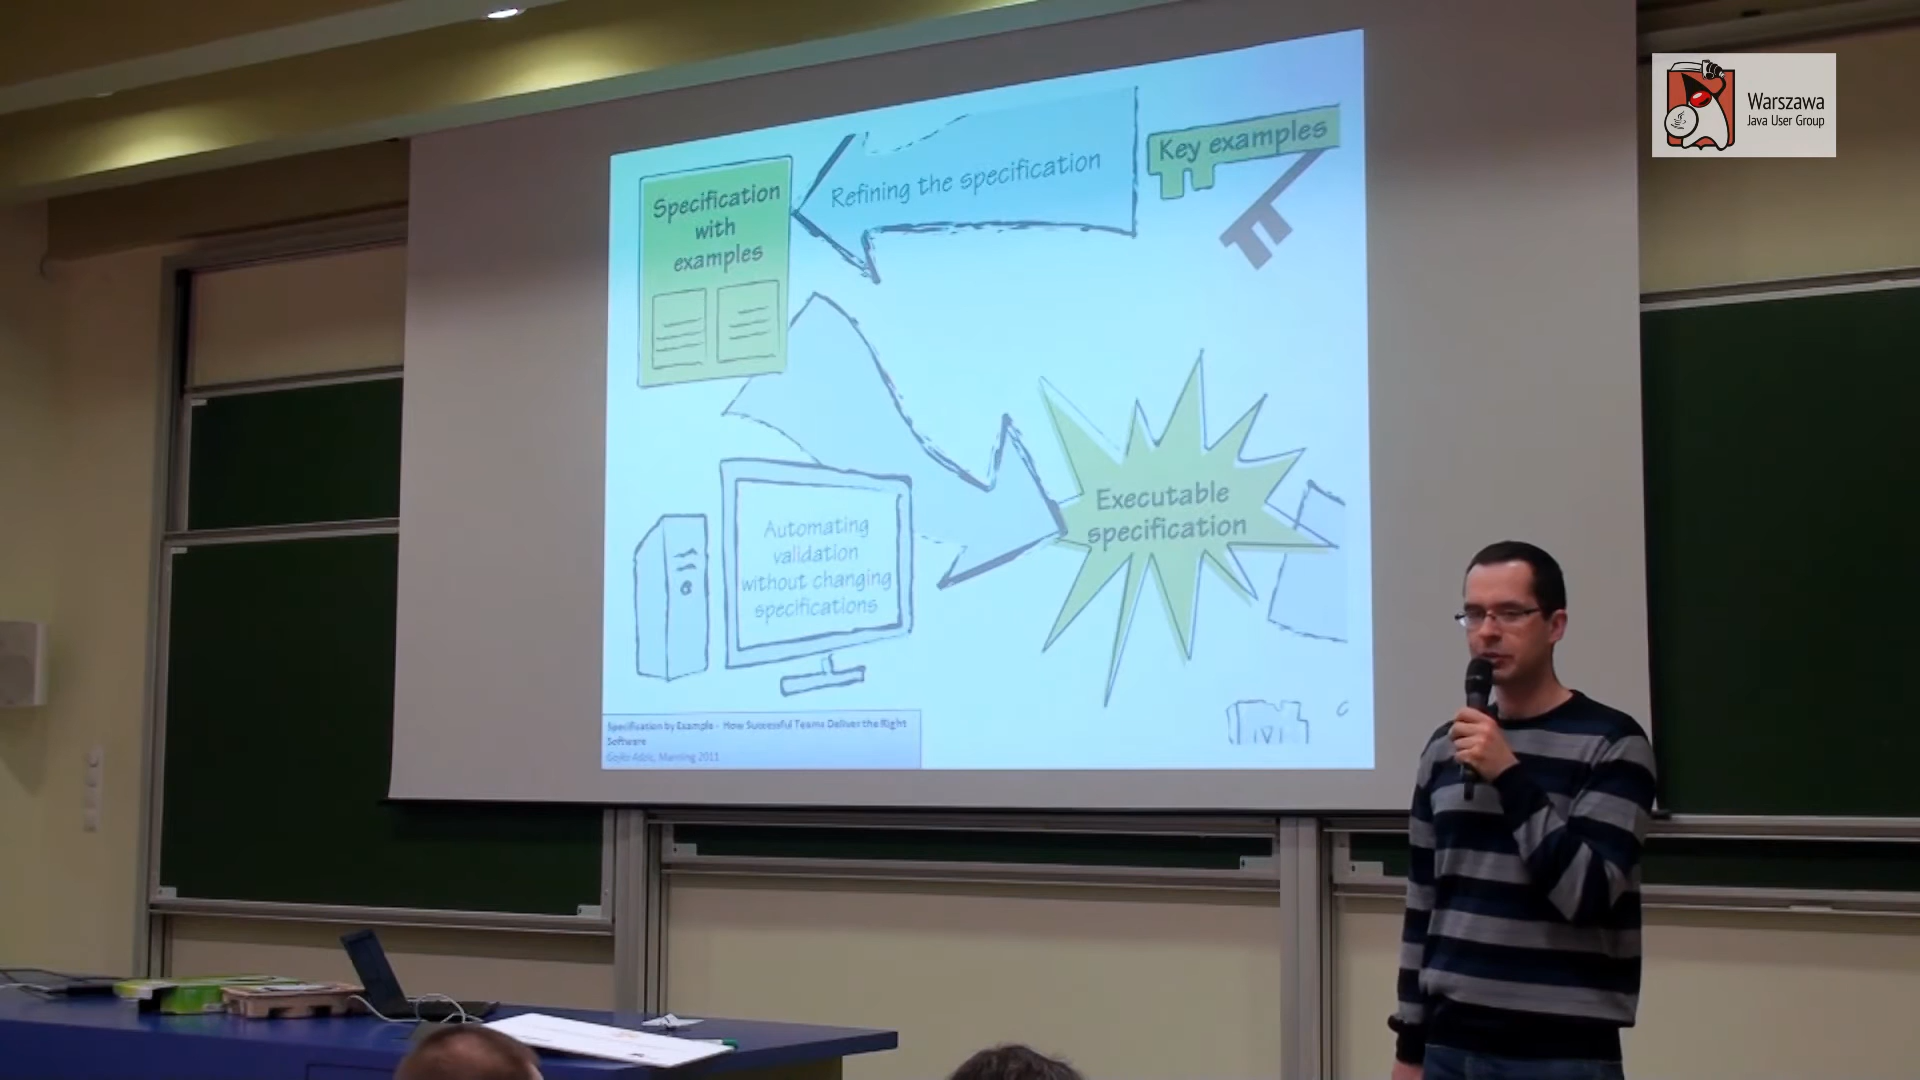 Warszawa
Java User Group
Key examples
Refining the specification
Specification
with
examples
Executable
specification
Automating
validation
without changing
specifications
Specification by Example - How Successful Teams Deliver the Right
Software
Gojko Adzic, Manning 2011